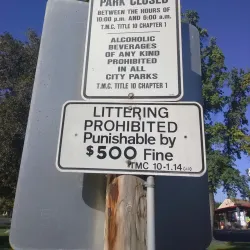 PARK CLOSED
BETWEEN THE HOURS OF
10:00 p.m. AND 6:00 a.m.
T.M.C. TITLE 10 CHAPTER 1
ALCOHOLIC
BEVERAGES
OF ANY KIND
PROHIBITED
IN ALL
CITY PARKS
T.M.C. TITLE 10 CHAPTER 1
LITTERING
PROHIBITED
Punishable by
$500 Fine
TMC 10-1.14